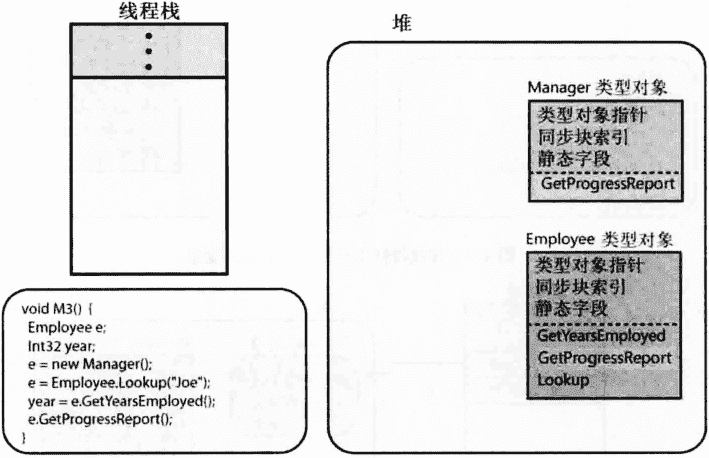 线程栈
堆
Manager 类型对象
类型对象指针
同步块索引
静态字段
GetProgressReport
Employee 类型对象
类型对象指针
同步块索引
静态字段
GetYearsEmployed
GetProgressReport
Lookup
void M3() {
Employee e;
Int32 year;
e = new Manager();
e = Employee.Lookup("Joe");
year = e.GetYearsEmployed();
e.GetProgressReport();
}